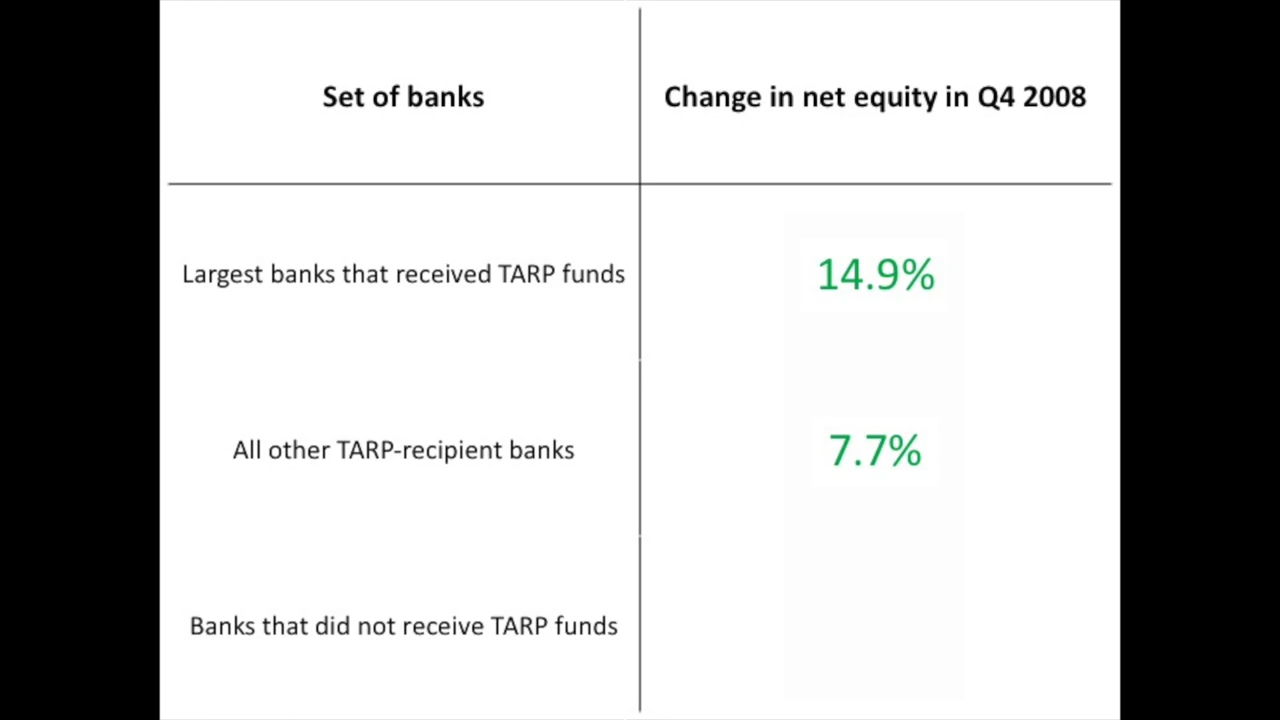 Set of banks
Change in net equity in Q4 2008
Largest banks that received TARP funds
14.9%
All other TARP-recipient banks
7.7%
Banks that did not receive TARP funds